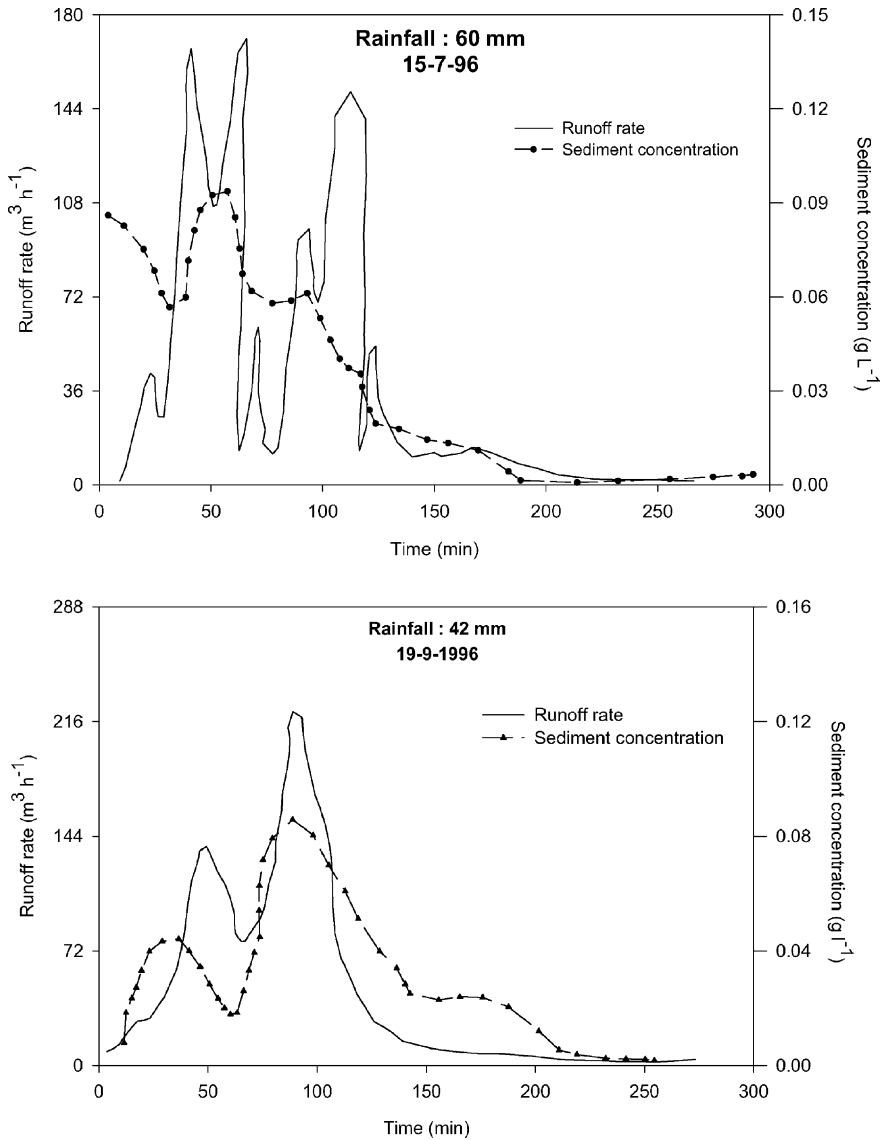 Rainfall : 60 mm
15-7-96
Runoff rate
Sediment concentration
180
144
108
72
36
0
Runoff rate (m³ h⁻¹)
0.15
0.12
0.09
0.06
0.03
0.00
Sediment concentration (g L⁻¹)
0 50 100 150 200 250 300
Time (min)
Rainfall : 42 mm
19-9-1996
Runoff rate
Sediment concentration
288
216
144
72
0
Runoff rate (m³ h⁻¹)
0.16
0.12
0.08
0.04
0.00
Sediment concentration (g l⁻¹)
0 50 100 150 200 250 300
Time (min)